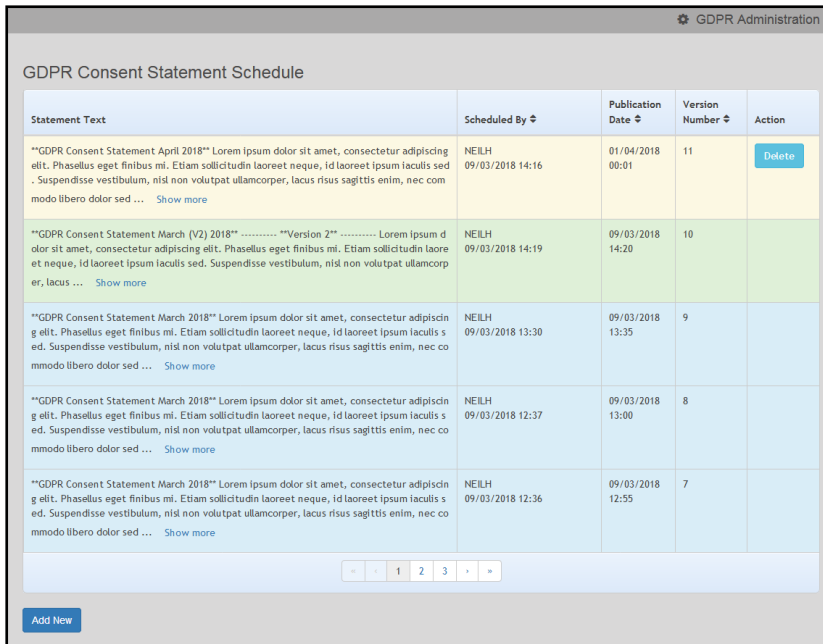 GDPR Administration
GDPR Consent Statement Schedule
Statement Text
Scheduled By
Publication
Date
Version
Number
Action
**GDPR Consent Statement April 2018** Lorem ipsum dolor sit amet, consectetur adipiscing
elit. Phasellus eget finibus mi. Etiam sollicitudin laoreet neque, id laoreet ipsum iaculis sed
. Suspendisse vestibulum, nisl non volutpat ullamcorper, lacus risus sagittis enim, nec com
modo libero dolor sed ... Show more
NEILH
09/03/2018 14:16
01/04/2018
00:01
11
Delete
**GDPR Consent Statement March (V2) 2018** ---------- **Version 2** ---------- Lorem ipsum d
olor sit amet, consectetur adipiscing elit. Phasellus eget finibus mi. Etiam sollicitudin laore
et neque, id laoreet ipsum iaculis sed. Suspendisse vestibulum, nisl non volutpat ullamcorp
er, lacus ... Show more
NEILH
09/03/2018 14:19
09/03/2018
14:20
10
**GDPR Consent Statement March 2018** Lorem ipsum dolor sit amet, consectetur adipiscin
g elit. Phasellus eget finibus mi. Etiam sollicitudin laoreet neque, id laoreet ipsum iaculis s
ed. Suspendisse vestibulum, nisl non volutpat ullamcorper, lacus risus sagittis enim, nec co
mmodo libero dolor sed ... Show more
NEILH
09/03/2018 13:30
09/03/2018
13:35
9
**GDPR Consent Statement March 2018** Lorem ipsum dolor sit amet, consectetur adipiscin
g elit. Phasellus eget finibus mi. Etiam sollicitudin laoreet neque, id laoreet ipsum iaculis s
ed. Suspendisse vestibulum, nisl non volutpat ullamcorper, lacus risus sagittis enim, nec co
mmodo libero dolor sed ... Show more
NEILH
09/03/2018 12:37
09/03/2018
13:00
8
**GDPR Consent Statement March 2018** Lorem ipsum dolor sit amet, consectetur adipiscin
g elit. Phasellus eget finibus mi. Etiam sollicitudin laoreet neque, id laoreet ipsum iaculis s
ed. Suspendisse vestibulum, nisl non volutpat ullamcorper, lacus risus sagittis enim, nec co
mmodo libero dolor sed ... Show more
NEILH
09/03/2018 12:36
09/03/2018
12:55
7
« ‹ 1 2 3 › »
Add New